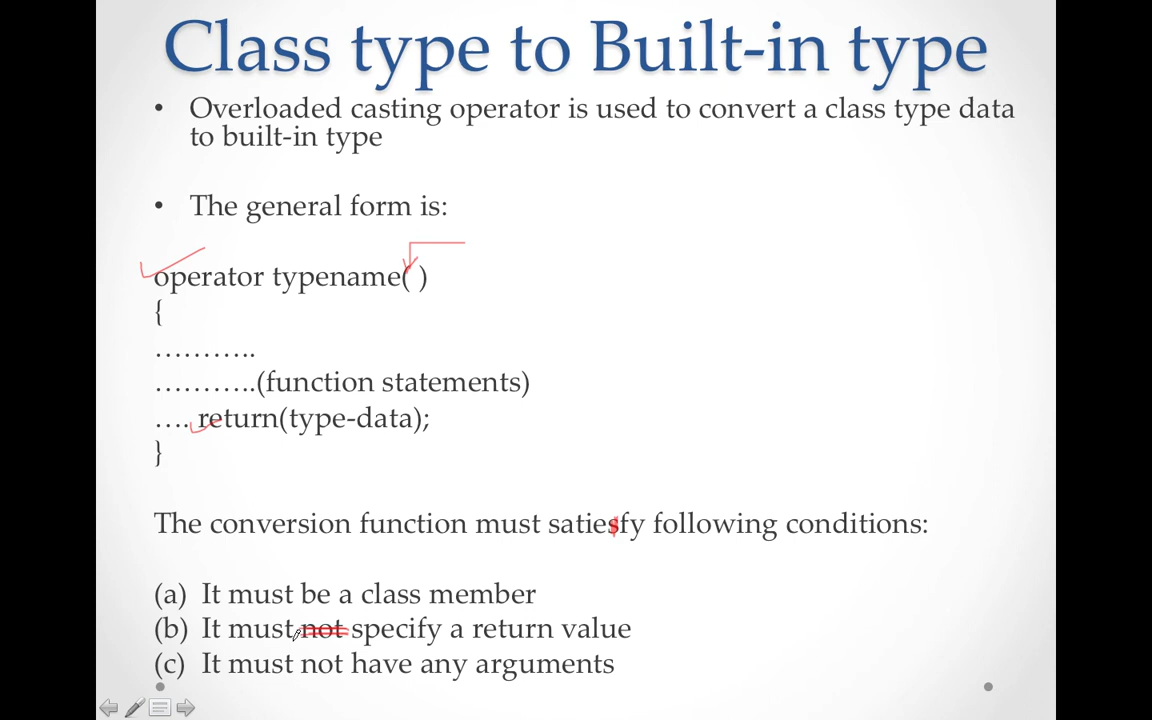 Class type to Built-in type
• Overloaded casting operator is used to convert a class type data
to built-in type
• The general form is:
operator typename( )
{
………..
………..(function statements)
…. return(type-data);
}
The conversion function must satiesfy following conditions:
(a) It must be a class member
(b) It must not specify a return value
(c) It must not have any arguments